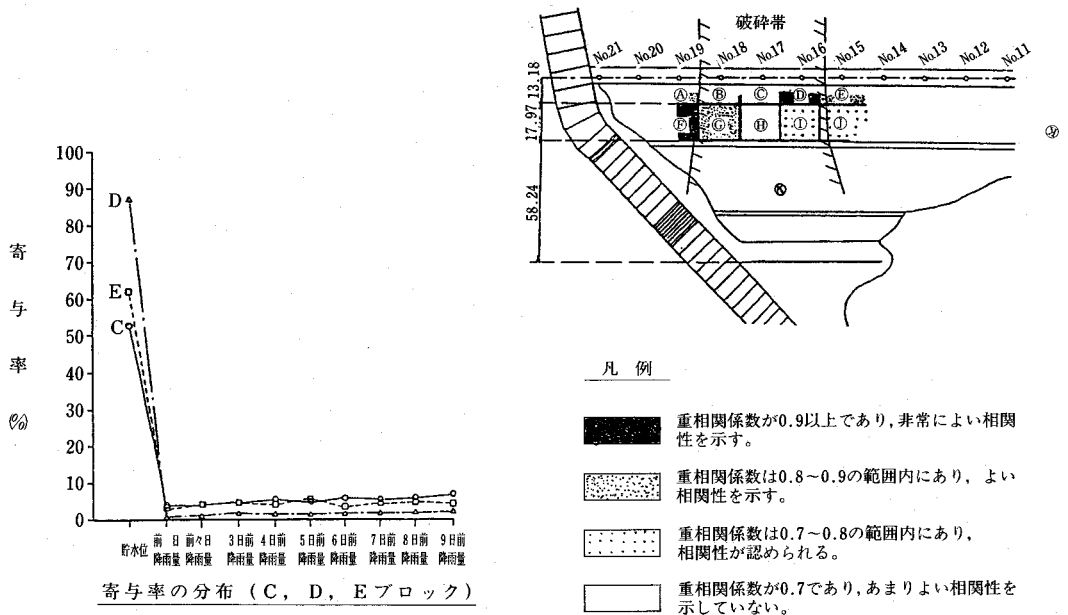 寄与率(%)
100
90
80
70
60
50
40
30
20
10
0
D
E
C
貯水位
前日降雨量
前々日降雨量
3日前降雨量
4日前降雨量
5日前降雨量
6日前降雨量
7日前降雨量
8日前降雨量
9日前降雨量
寄与率の分布 (C, D, Eブロック)
破砕帯
No.21
No.20
No.19
No.18
No.17
No.16
No.15
No.14
No.13
No.12
No.11
13.18
17.97
58.24
Ⓐ
Ⓑ
Ⓒ
Ⓓ
Ⓔ
Ⓕ
Ⓖ
Ⓗ
Ⓘ
Ⓙ
Ⓚ
凡 例
重相関係数が0.9以上であり,非常によい相関
性を示す。
重相関係数は0.8~0.9の範囲内にあり, よい
相関性を示す。
重相関係数は0.7~0.8の範囲内にあり,
相関性が認められる。
重相関係数が0.7であり,あまりよい相関性を
示していない。